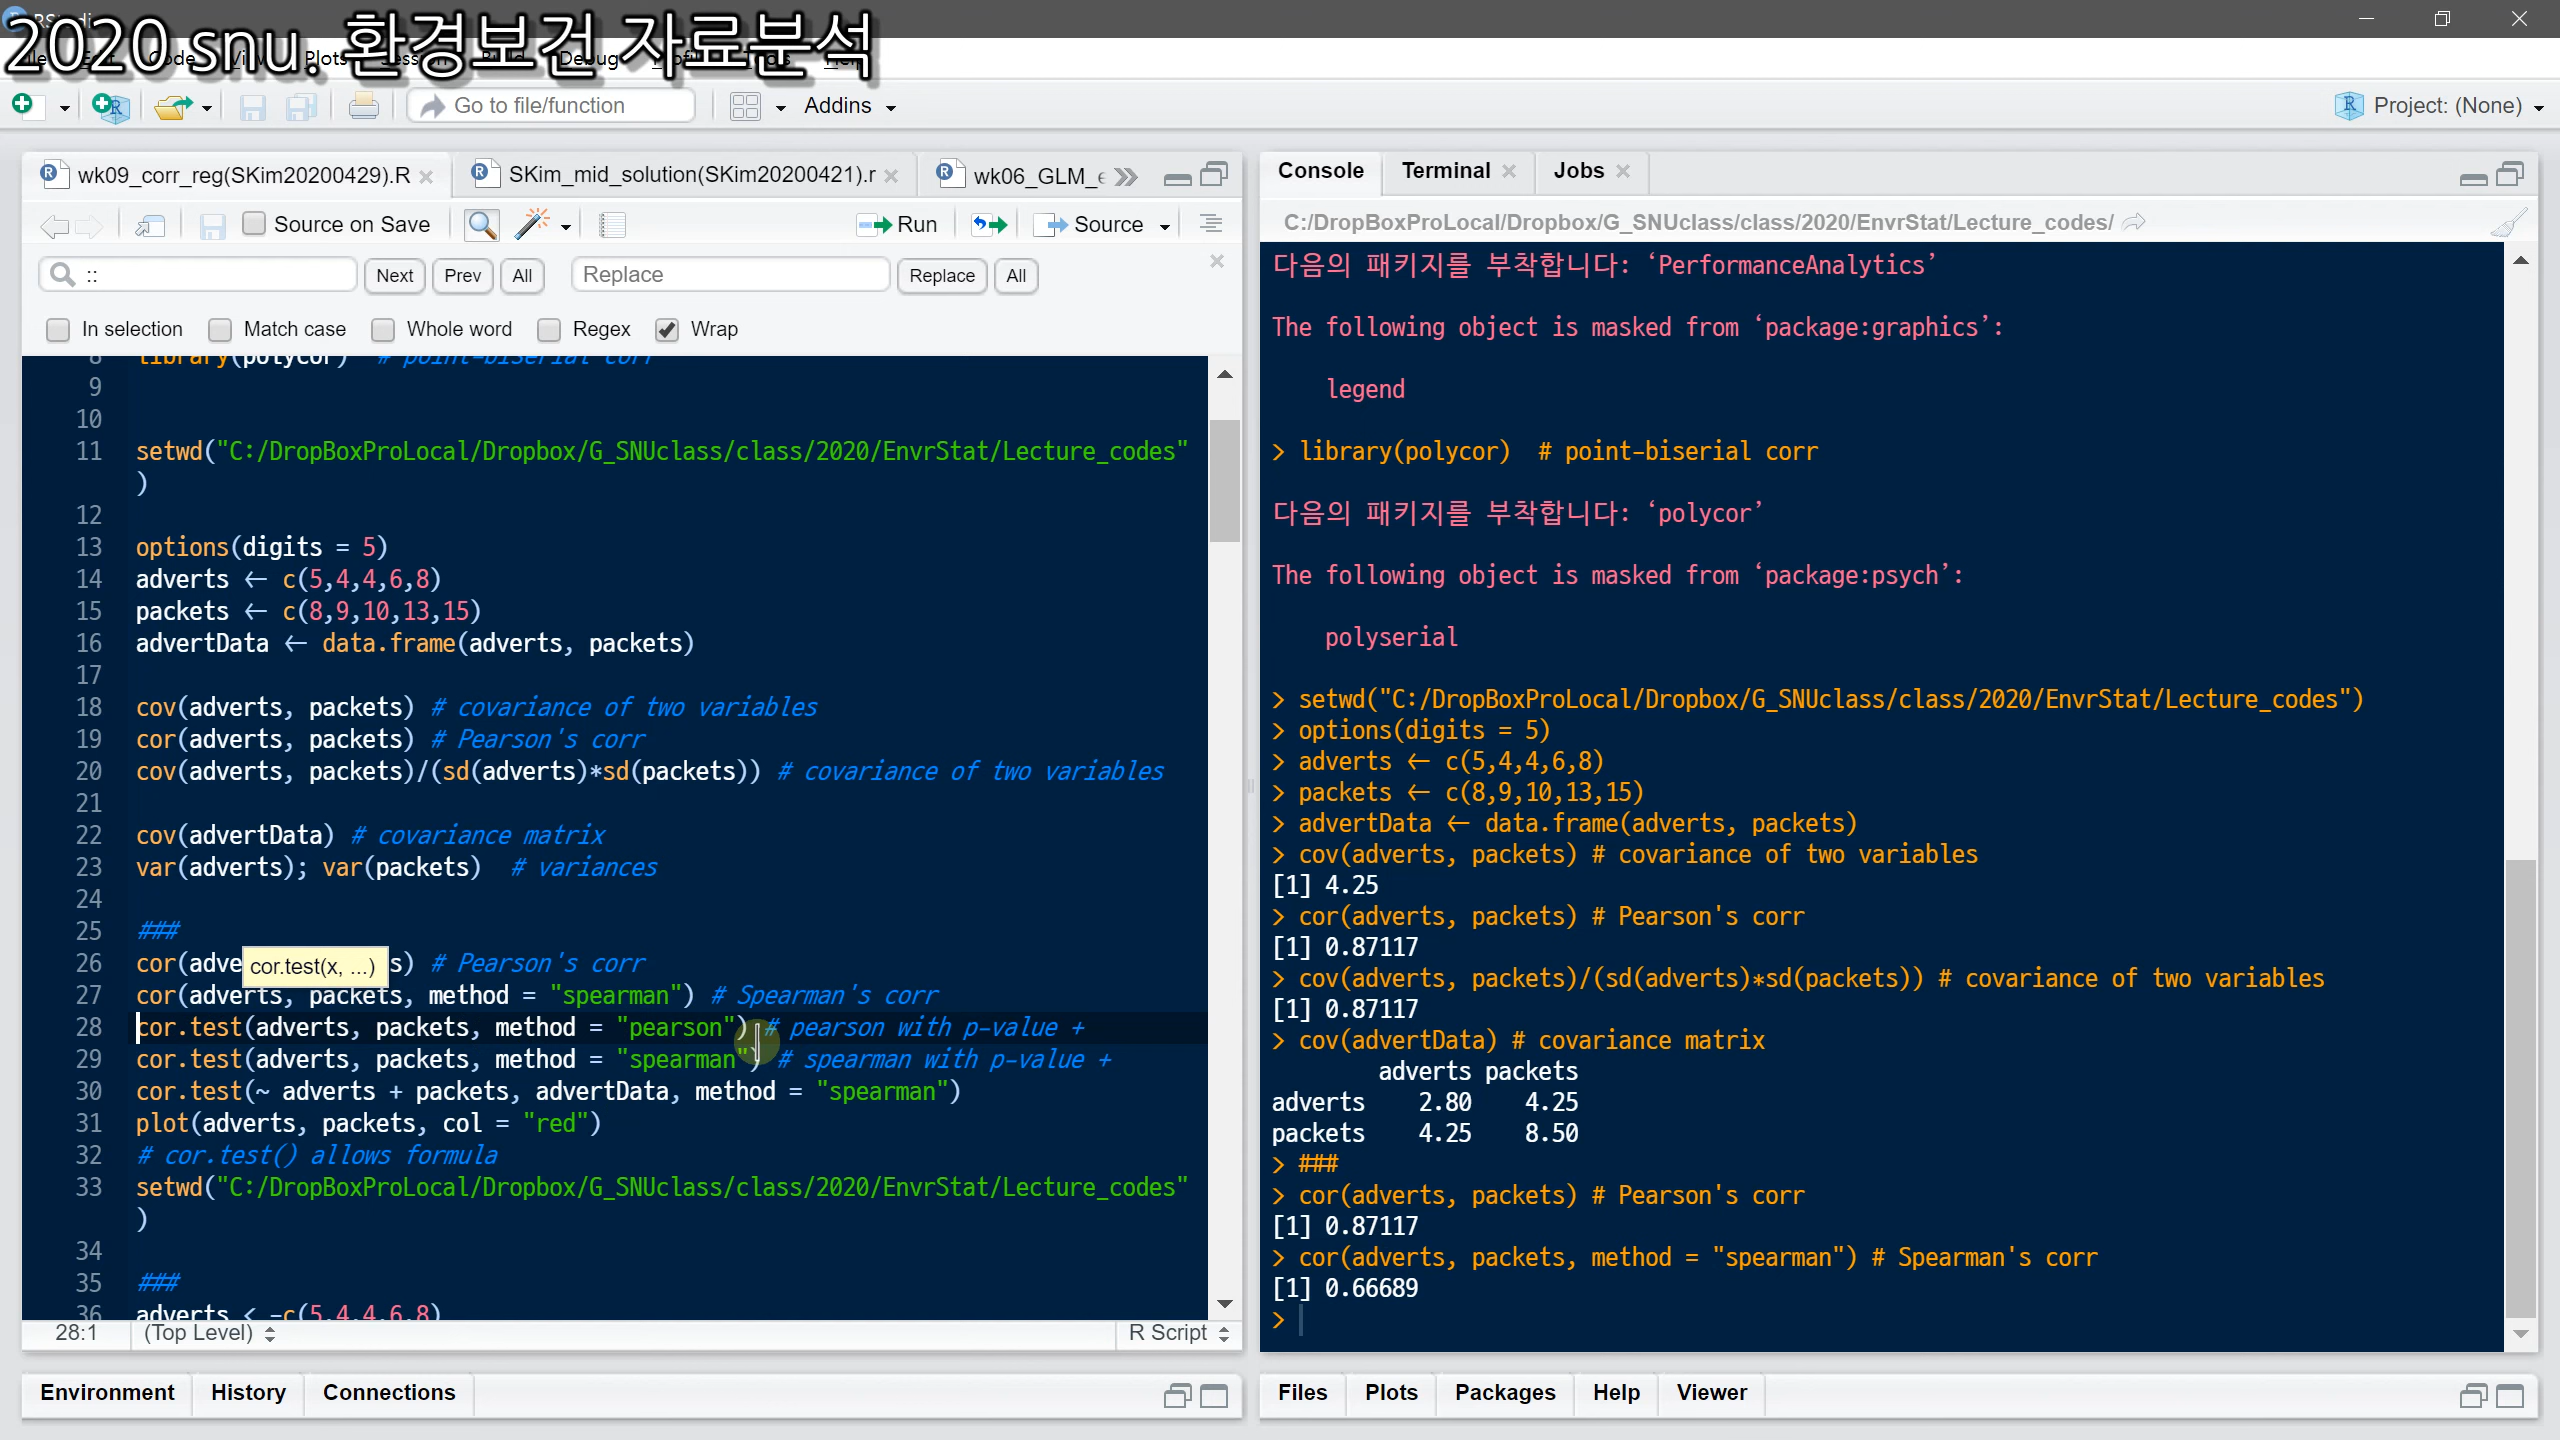 2020 snu. 환경보건 자료분석
Plots
Debug
Go to file/function
Addins
Project: (None)
wk09_corr_reg(SKim20200429).R
SKim_mid_solution(SKim20200421).r
wk06_GLM_e
Source on Save
Run
Source
::
Next
Prev
All
Replace
Replace
All
In selection
Match case
Whole word
Regex
Wrap
8 library(polycor) # point-biserial corr
9
10
11 setwd("C:/DropBoxProLocal/Dropbox/G_SNUclass/class/2020/EnvrStat/Lecture_codes"
)
12
13 options(digits = 5)
14 adverts <- c(5,4,4,6,8)
15 packets <- c(8,9,10,13,15)
16 advertData <- data.frame(adverts, packets)
17
18 cov(adverts, packets) # covariance of two variables
19 cor(adverts, packets) # Pearson's corr
20 cov(adverts, packets)/(sd(adverts)*sd(packets)) # covariance of two variables
21
22 cov(advertData) # covariance matrix
23 var(adverts); var(packets) # variances
24
25 ###
26 cor(adve s) # Pearson's corr
cor.test(x, ...)
27 cor(adverts, packets, method = "spearman") # Spearman's corr
28 cor.test(adverts, packets, method = "pearson") # pearson with p-value +
29 cor.test(adverts, packets, method = "spearman") # spearman with p-value +
30 cor.test(~ adverts + packets, advertData, method = "spearman")
31 plot(adverts, packets, col = "red")
32 # cor.test() allows formula
33 setwd("C:/DropBoxProLocal/Dropbox/G_SNUclass/class/2020/EnvrStat/Lecture_codes"
)
34
35 ###
36 adverts < -c(5,4,4,6,8)
28:1
(Top Level)
R Script
Environment
History
Connections
Console
Terminal
Jobs
C:/DropBoxProLocal/Dropbox/G_SNUclass/class/2020/EnvrStat/Lecture_codes/
다음의 패키지를 부착합니다: ‘PerformanceAnalytics’
The following object is masked from ‘package:graphics’:
legend
> library(polycor) # point-biserial corr
다음의 패키지를 부착합니다: ‘polycor’
The following object is masked from ‘package:psych’:
polyserial
> setwd("C:/DropBoxProLocal/Dropbox/G_SNUclass/class/2020/EnvrStat/Lecture_codes")
> options(digits = 5)
> adverts <- c(5,4,4,6,8)
> packets <- c(8,9,10,13,15)
> advertData <- data.frame(adverts, packets)
> cov(adverts, packets) # covariance of two variables
[1] 4.25
> cor(adverts, packets) # Pearson's corr
[1] 0.87117
> cov(adverts, packets)/(sd(adverts)*sd(packets)) # covariance of two variables
[1] 0.87117
> cov(advertData) # covariance matrix
adverts packets
adverts 2.80 4.25
packets 4.25 8.50
> ###
> cor(adverts, packets) # Pearson's corr
[1] 0.87117
> cor(adverts, packets, method = "spearman") # Spearman's corr
[1] 0.66689
>
Files
Plots
Packages
Help
Viewer